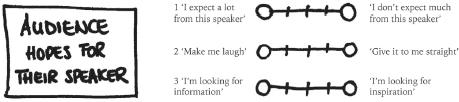 AUDIENCE
HOPES FOR
THEIR SPEAKER
1 'I expect a lot
from this speaker'
'I don't expect much
from this speaker'
2 'Make me laugh'
'Give it to me straight'
3 'I'm looking for
information'
'I'm looking for
inspiration'